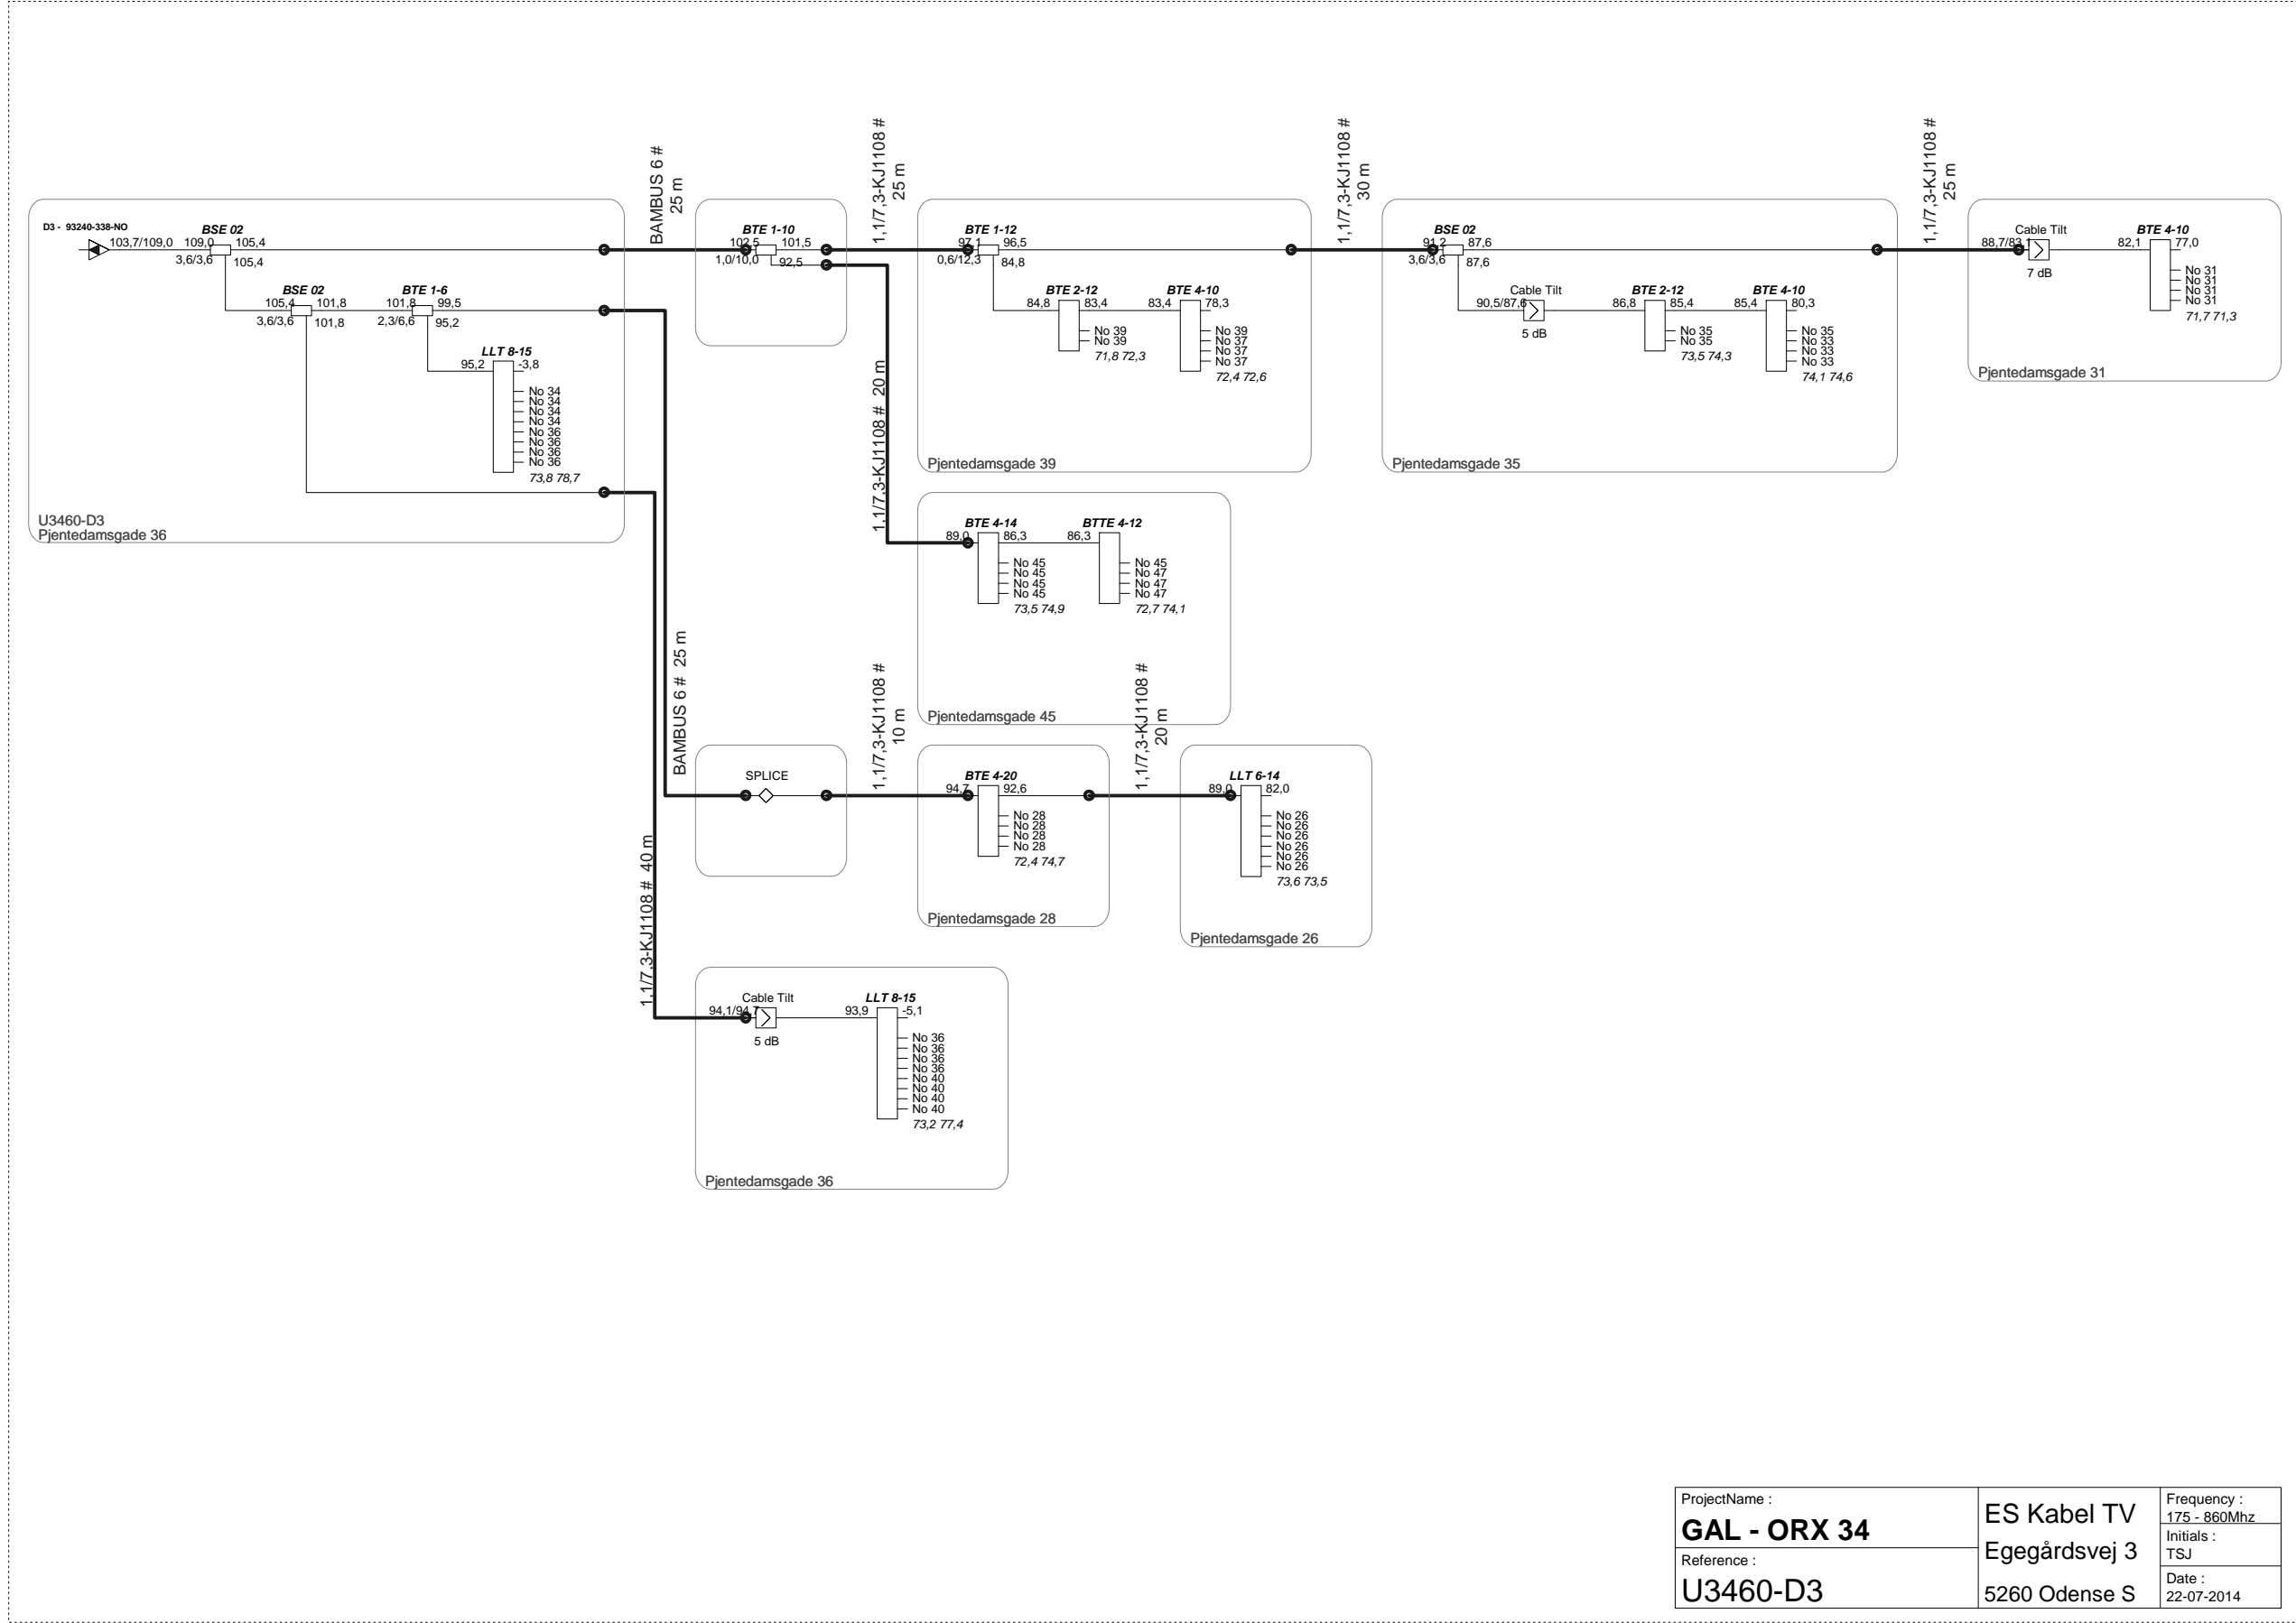 BAMBUS 6 #
25 m
1,1/7,3-KJ1108 #
25 m
1,1/7,3-KJ1108 #
30 m
1,1/7,3-KJ1108 #
25 m
D3 - 93240-338-NO
103,7/109,0
BSE 02
109,0
105,4
3,6/3,6
105,4
BSE 02
105,4
101,8
3,6/3,6
101,8
BTE 1-6
101,8
99,5
2,3/6,6
95,2
LLT 8-15
95,2
-3,8
No 34
No 34
No 34
No 34
No 36
No 36
No 36
No 36
73,8 78,7
U3460-D3
Pjentedamsgade 36
BTE 1-10
102,5
101,5
1,0/10,0
92,5
BTE 1-12
97,1
96,5
0,6/12,3
84,8
BTE 2-12
84,8
83,4
No 39
No 39
71,8 72,3
BTE 4-10
83,4
78,3
No 39
No 37
No 37
No 37
72,4 72,6
Pjentedamsgade 39
BSE 02
91,2
87,6
3,6/3,6
87,6
Cable Tilt
90,5/87,6
5 dB
BTE 2-12
86,8
85,4
No 35
No 35
73,5 74,3
BTE 4-10
85,4
80,3
No 35
No 33
No 33
No 33
74,1 74,6
Pjentedamsgade 35
Cable Tilt
88,7/83,1
7 dB
BTE 4-10
82,1
77,0
No 31
No 31
No 31
No 31
71,7 71,3
Pjentedamsgade 31
1,1/7,3-KJ1108 # 20 m
BTE 4-14
89,0
86,3
No 45
No 45
No 45
No 45
73,5 74,9
BTTE 4-12
86,3
No 45
No 47
No 47
No 47
72,7 74,1
Pjentedamsgade 45
BAMBUS 6 # 25 m
SPLICE
1,1/7,3-KJ1108 #
10 m
BTE 4-20
94,7
92,6
No 28
No 28
No 28
No 28
72,4 74,7
Pjentedamsgade 28
1,1/7,3-KJ1108 #
20 m
LLT 6-14
89,0
82,0
No 26
No 26
No 26
No 26
No 26
No 26
73,6 73,5
Pjentedamsgade 26
1,1/7,3-KJ1108 # 40 m
Cable Tilt
94,1/94,7
5 dB
LLT 8-15
93,9
-5,1
No 36
No 36
No 36
No 36
No 40
No 40
No 40
No 40
73,2 77,4
Pjentedamsgade 36
ProjectName :
GAL - ORX 34
Reference :
U3460-D3
ES Kabel TV
Egegårdsvej 3
5260 Odense S
Frequency :
175 - 860Mhz
Initials :
TSJ
Date :
22-07-2014